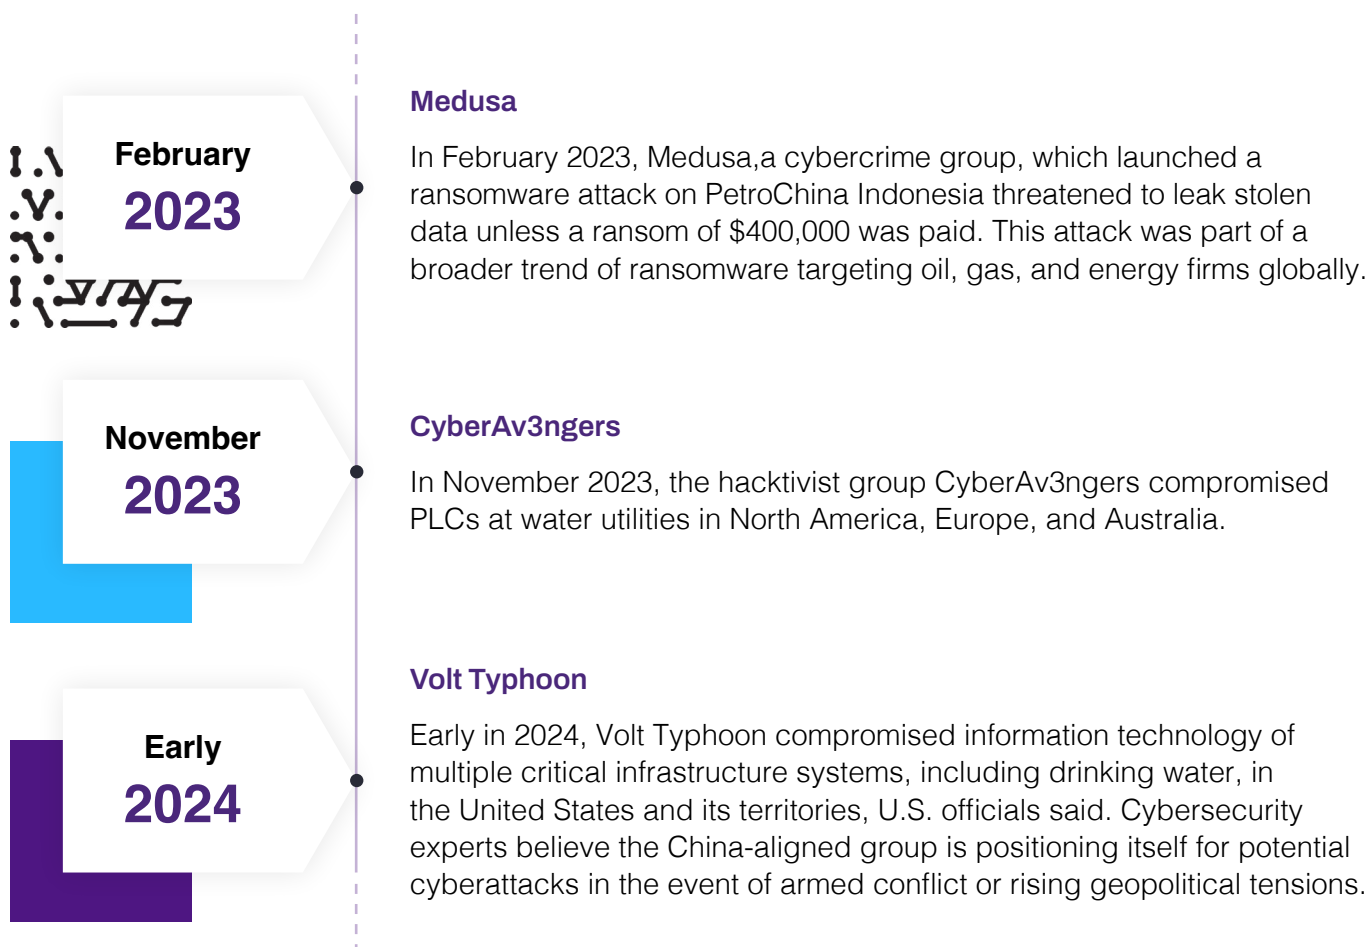 February
2023
Medusa
In February 2023, Medusa,a cybercrime group, which launched a
ransomware attack on PetroChina Indonesia threatened to leak stolen
data unless a ransom of $400,000 was paid. This attack was part of a
broader trend of ransomware targeting oil, gas, and energy firms globally.
November
2023
CyberAv3ngers
In November 2023, the hacktivist group CyberAv3ngers compromised
PLCs at water utilities in North America, Europe, and Australia.
Early
2024
Volt Typhoon
Early in 2024, Volt Typhoon compromised information technology of
multiple critical infrastructure systems, including drinking water, in
the United States and its territories, U.S. officials said. Cybersecurity
experts believe the China-aligned group is positioning itself for potential
cyberattacks in the event of armed conflict or rising geopolitical tensions.